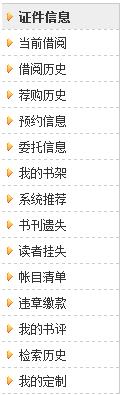 证件信息
当前借阅
借阅历史
荐购历史
预约信息
委托信息
我的书架
系统推荐
书刊遗失
读者挂失
帐目清单
违章缴款
我的书评
检索历史
我的定制